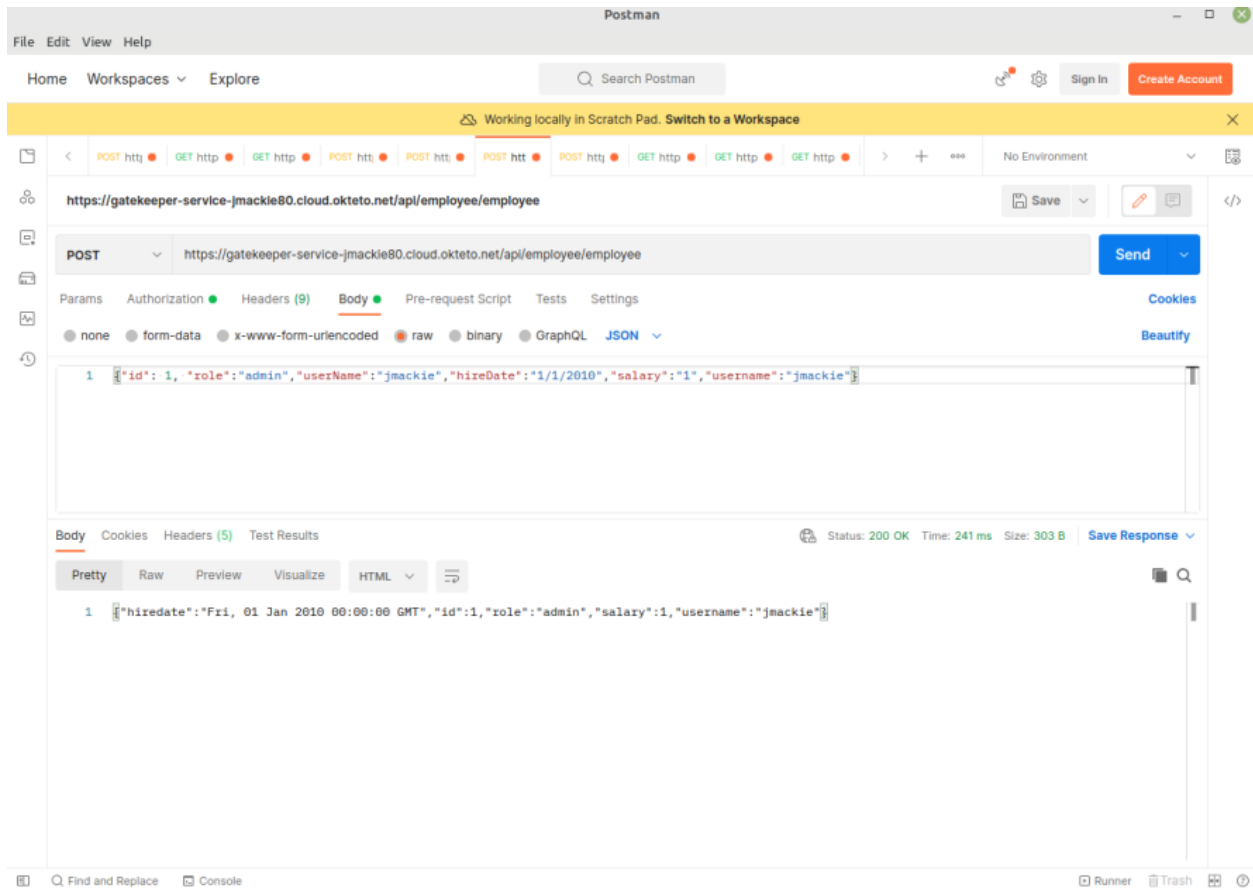 Postman
File Edit View Help
Home Workspaces Explore Search Postman Sign In Create Account
Working locally in Scratch Pad. Switch to a Workspace
POST htt GET http GET http POST htt POST htt POST htt POST htt GET http GET http GET http No Environment
https://gatekeeper-service-jmackie80.cloud.okteto.net/api/employee/employee Save
POST https://gatekeeper-service-jmackie80.cloud.okteto.net/api/employee/employee Send
Params Authorization Headers (9) Body Pre-request Script Tests Settings Cookies
none form-data x-www-form-urlencoded raw binary GraphQL JSON Beautify
1 {"id": 1, "role":"admin","userName":"jmackie","hireDate":"1/1/2010","salary":"1","username":"jmackie"}
Body Cookies Headers (5) Test Results Status: 200 OK Time: 241 ms Size: 303 B Save Response
Pretty Raw Preview Visualize HTML
1 {"hiredate":"Fri, 01 Jan 2010 00:00:00 GMT","id":1,"role":"admin","salary":1,"username":"jmackie"}
Find and Replace Console Runner Trash